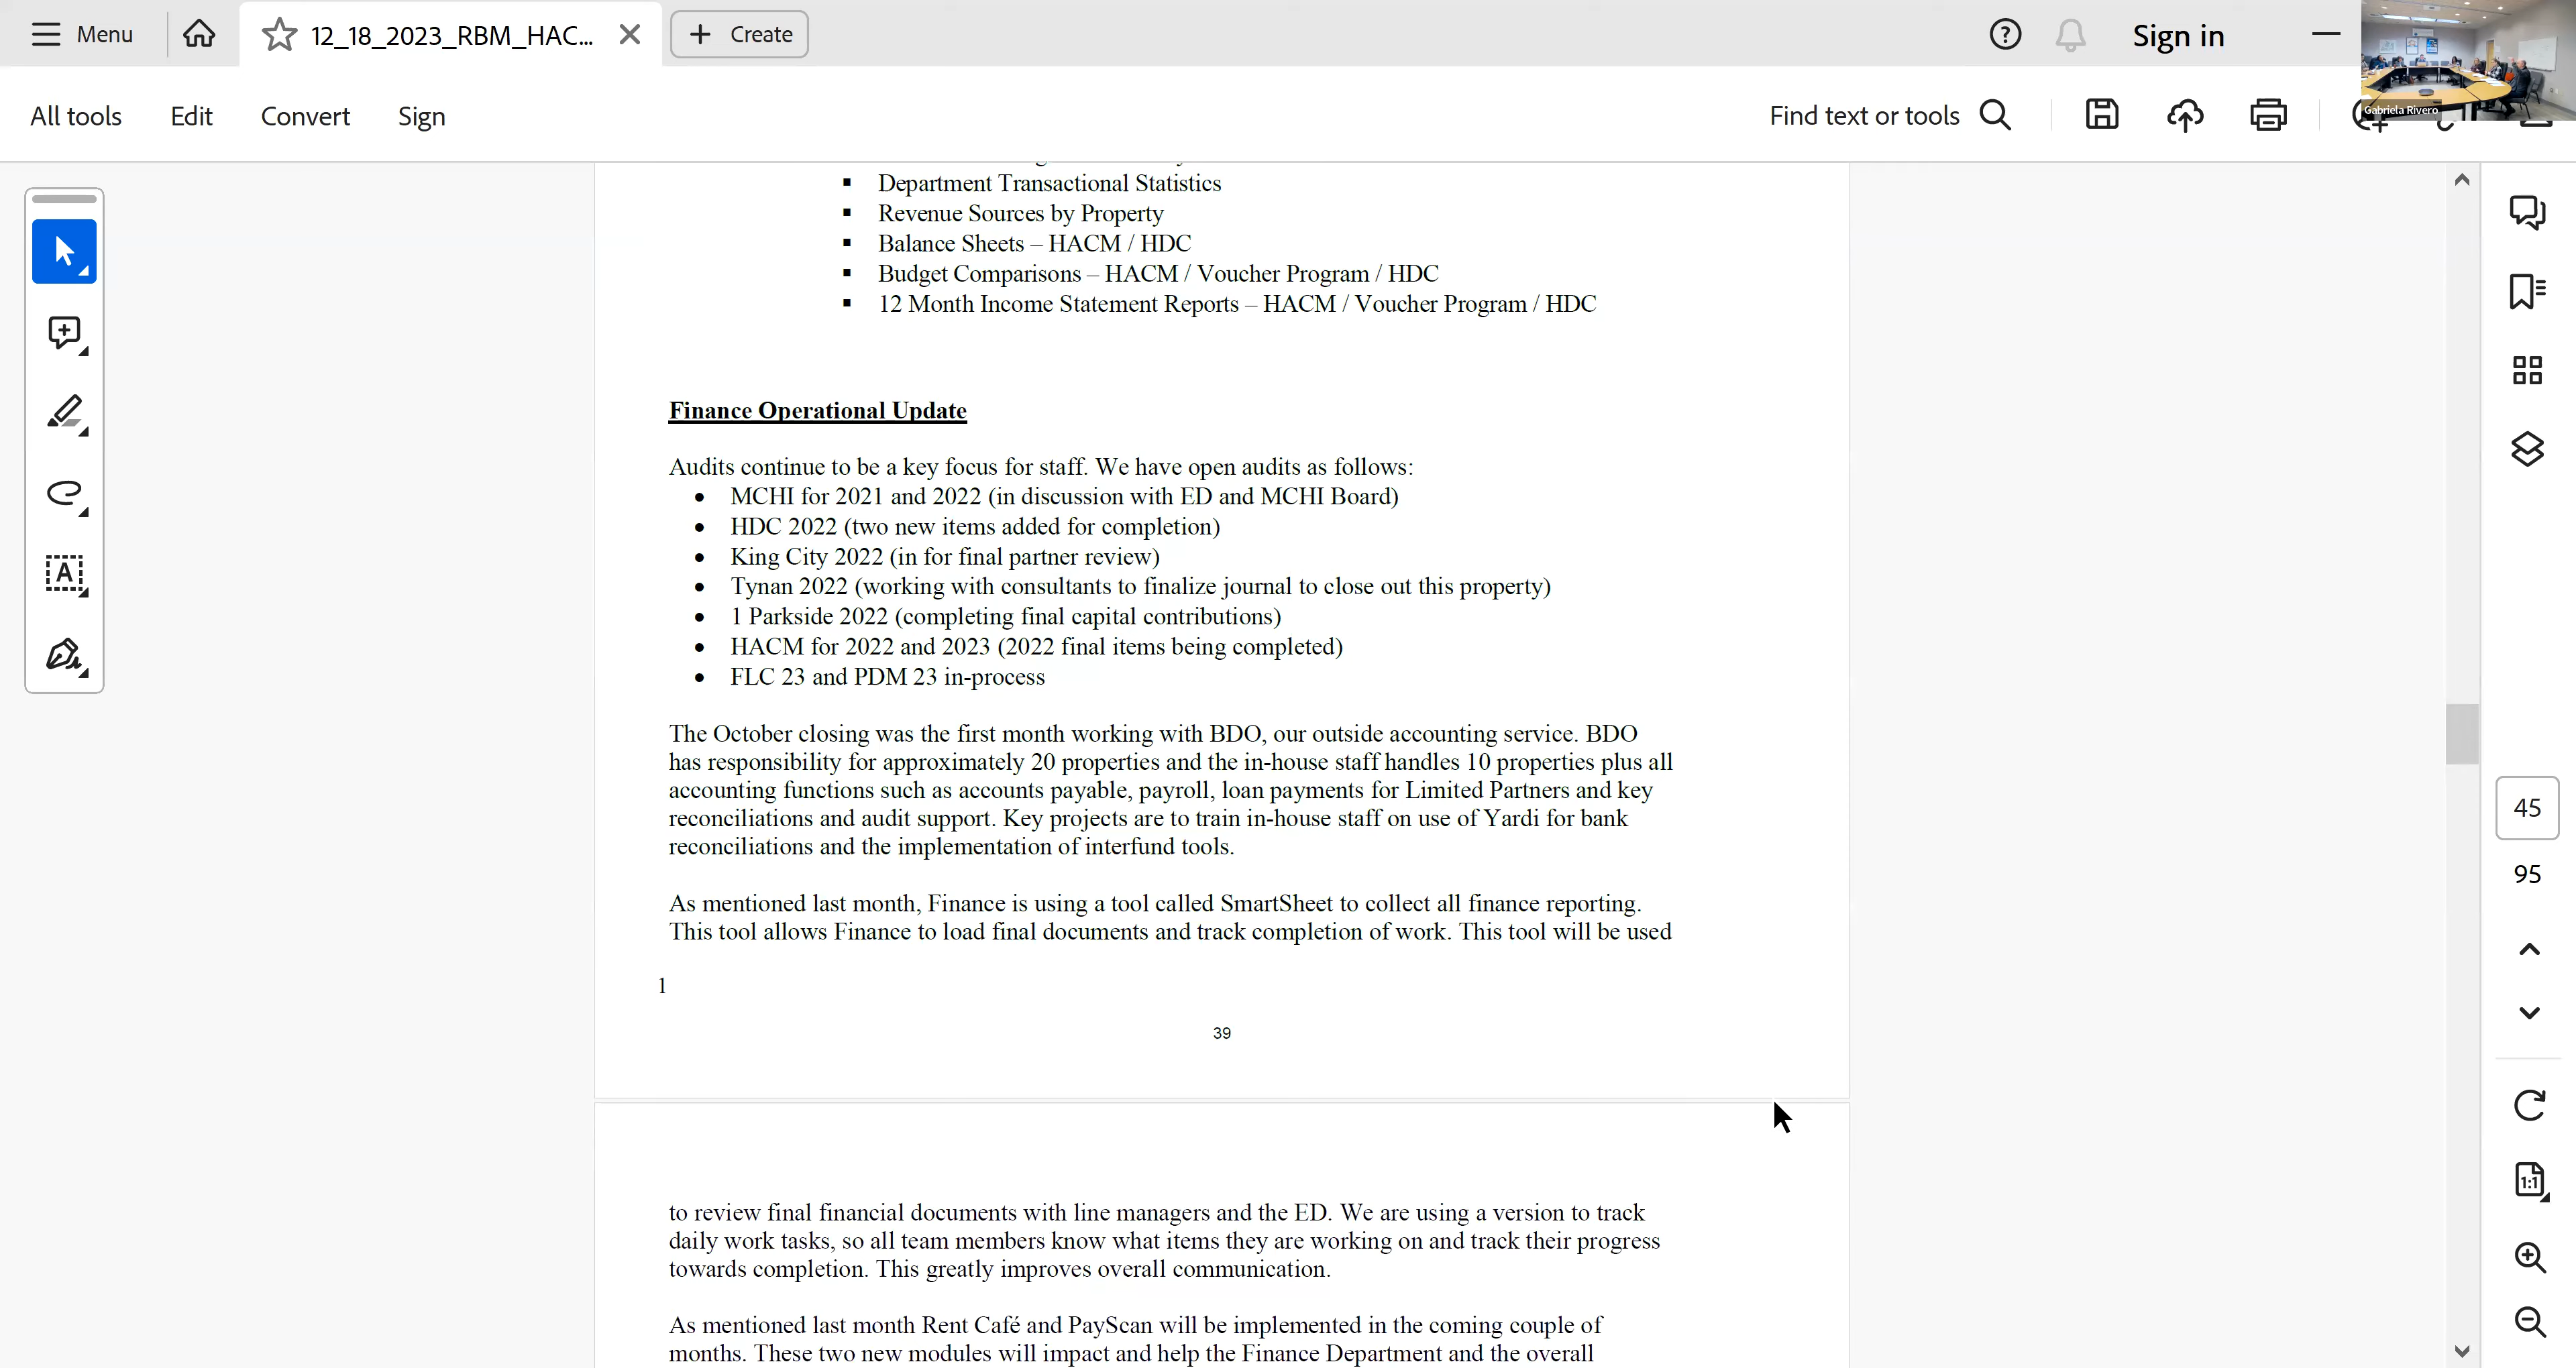 Menu
12_18_2023_RBM_HAC...
Create
Sign in
Gabriela Rivero
All tools
Edit
Convert
Sign
Find text or tools
▪ Department Transactional Statistics
▪ Revenue Sources by Property
▪ Balance Sheets – HACM / HDC
▪ Budget Comparisons – HACM / Voucher Program / HDC
▪ 12 Month Income Statement Reports – HACM / Voucher Program / HDC
Finance Operational Update
Audits continue to be a key focus for staff. We have open audits as follows:
• MCHI for 2021 and 2022 (in discussion with ED and MCHI Board)
• HDC 2022 (two new items added for completion)
• King City 2022 (in for final partner review)
• Tynan 2022 (working with consultants to finalize journal to close out this property)
• 1 Parkside 2022 (completing final capital contributions)
• HACM for 2022 and 2023 (2022 final items being completed)
• FLC 23 and PDM 23 in-process
The October closing was the first month working with BDO, our outside accounting service. BDO
has responsibility for approximately 20 properties and the in-house staff handles 10 properties plus all
accounting functions such as accounts payable, payroll, loan payments for Limited Partners and key
reconciliations and audit support. Key projects are to train in-house staff on use of Yardi for bank
reconciliations and the implementation of interfund tools.
As mentioned last month, Finance is using a tool called SmartSheet to collect all finance reporting.
This tool allows Finance to load final documents and track completion of work. This tool will be used
1
39
to review final financial documents with line managers and the ED. We are using a version to track
daily work tasks, so all team members know what items they are working on and track their progress
towards completion. This greatly improves overall communication.
As mentioned last month Rent Café and PayScan will be implemented in the coming couple of
months. These two new modules will impact and help the Finance Department and the overall
45
95
1:1